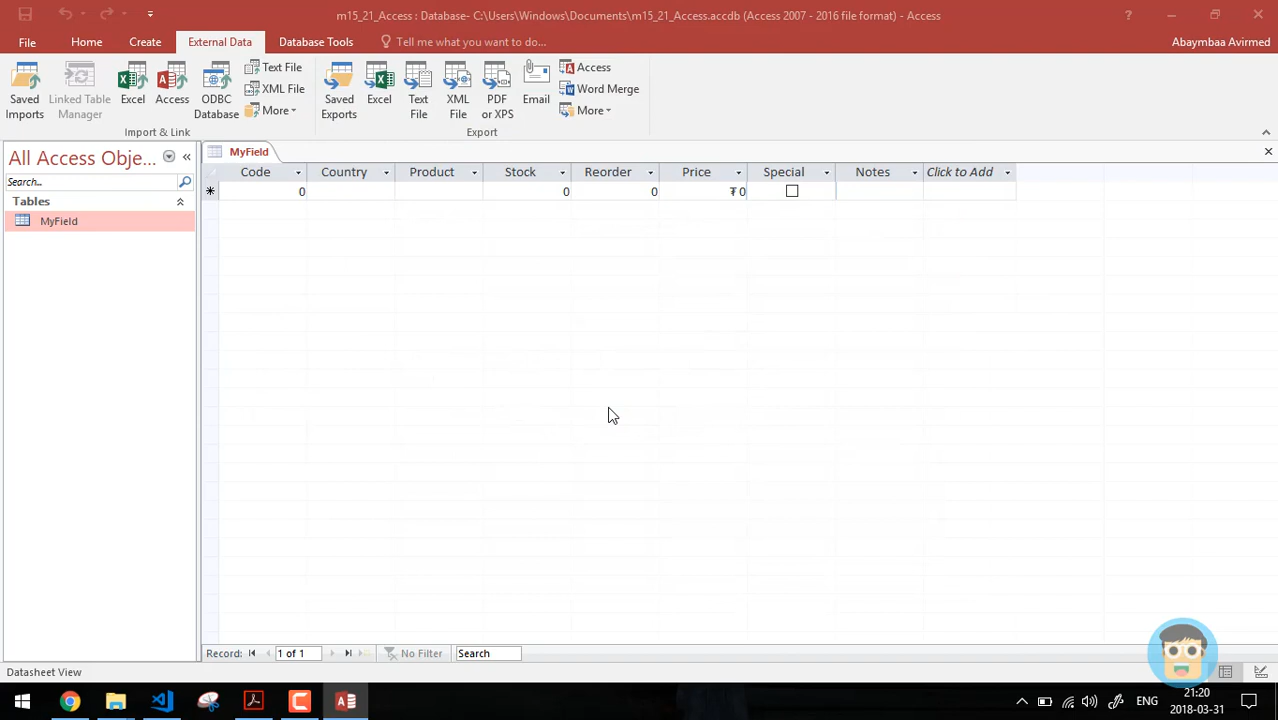 m15_21_Access : Database- C:\Users\Windows\Documents\m15_21_Access.accdb (Access 2007 - 2016 file format) - Access
File Home Create External Data Database Tools Tell me what you want to do... Abaymbaa Avirmed
Saved Imports
Linked Table Manager
Excel
Access
ODBC Database
Text File
XML File
More
Import & Link
Saved Exports
Excel
Text File
XML File
PDF or XPS
Email
Access
Word Merge
More
Export
All Access Obje...
Search...
Tables
MyField
MyField
Code Country Product Stock Reorder Price Special Notes Click to Add
0 0 0 ₮ 0
Record: 1 of 1 No Filter Search
Datasheet View
ENG
21:20
2018-03-31